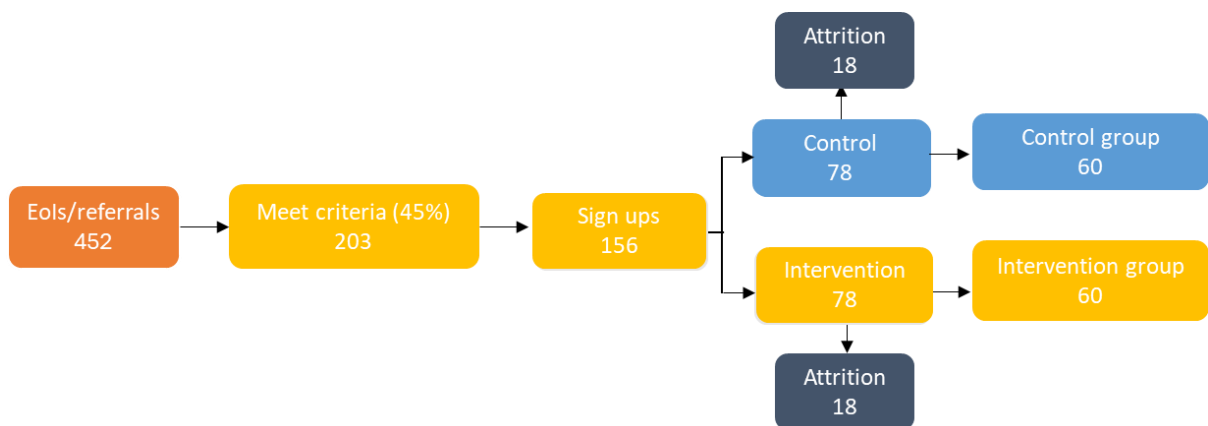 EoIs/referrals
452
Meet criteria (45%)
203
Sign ups
156
Attrition
18
Control
78
Control group
60
Intervention
78
Intervention group
60
Attrition
18